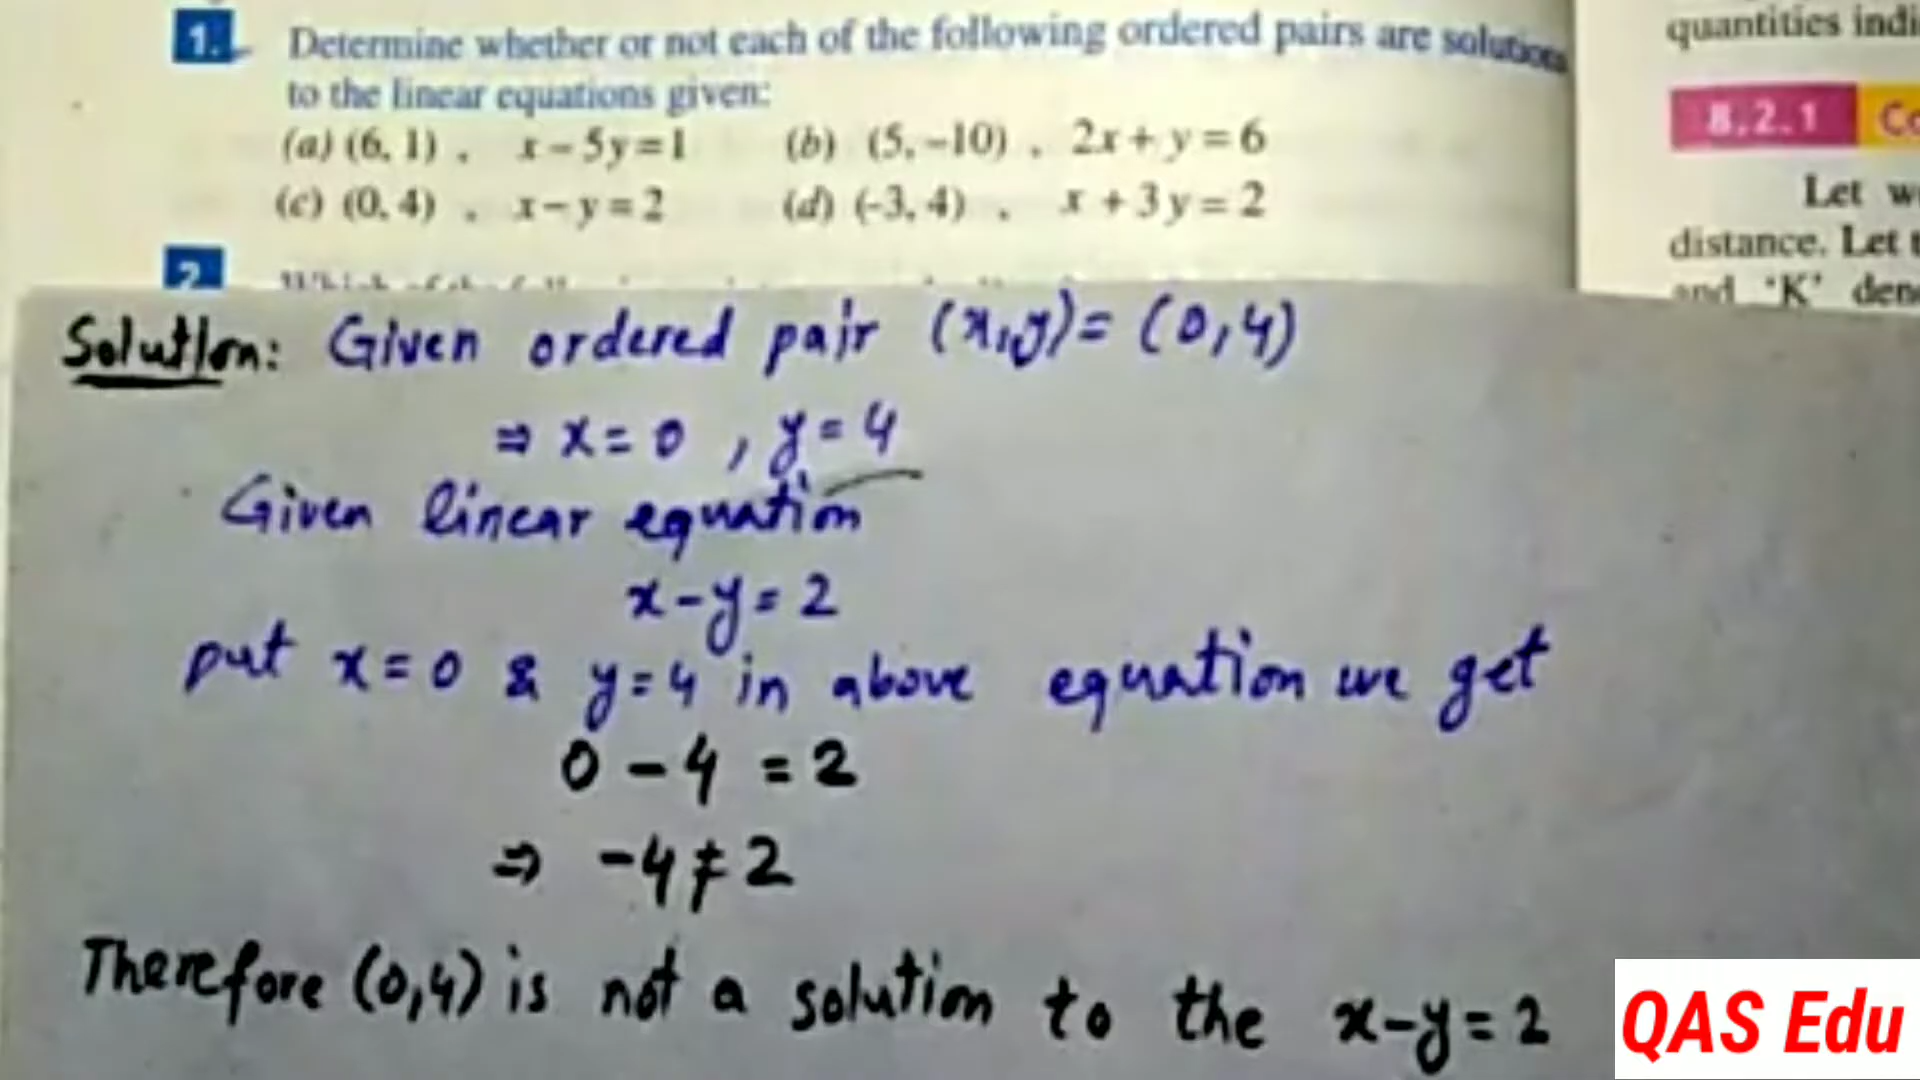 1. Determine whether or not each of the following ordered pairs are solutions
to the linear equations given:
(a) (6, 1) , x - 5y = 1 (b) (5, -10) , 2x + y = 6
(c) (0, 4) , x - y = 2 (d) (-3, 4) , x + 3y = 2
2.
quantities indi
8.2.1 Co
Let w
distance. Let t
and 'K' den
Solution: Given ordered pair (x,y) = (0,4)
⇒ x = 0 , y = 4
Given linear equation
x - y = 2
put x = 0 & y = 4 in above equation we get
0 - 4 = 2
⇒ -4 ≠ 2
Therefore (0,4) is not a solution to the x-y = 2
QAS Edu